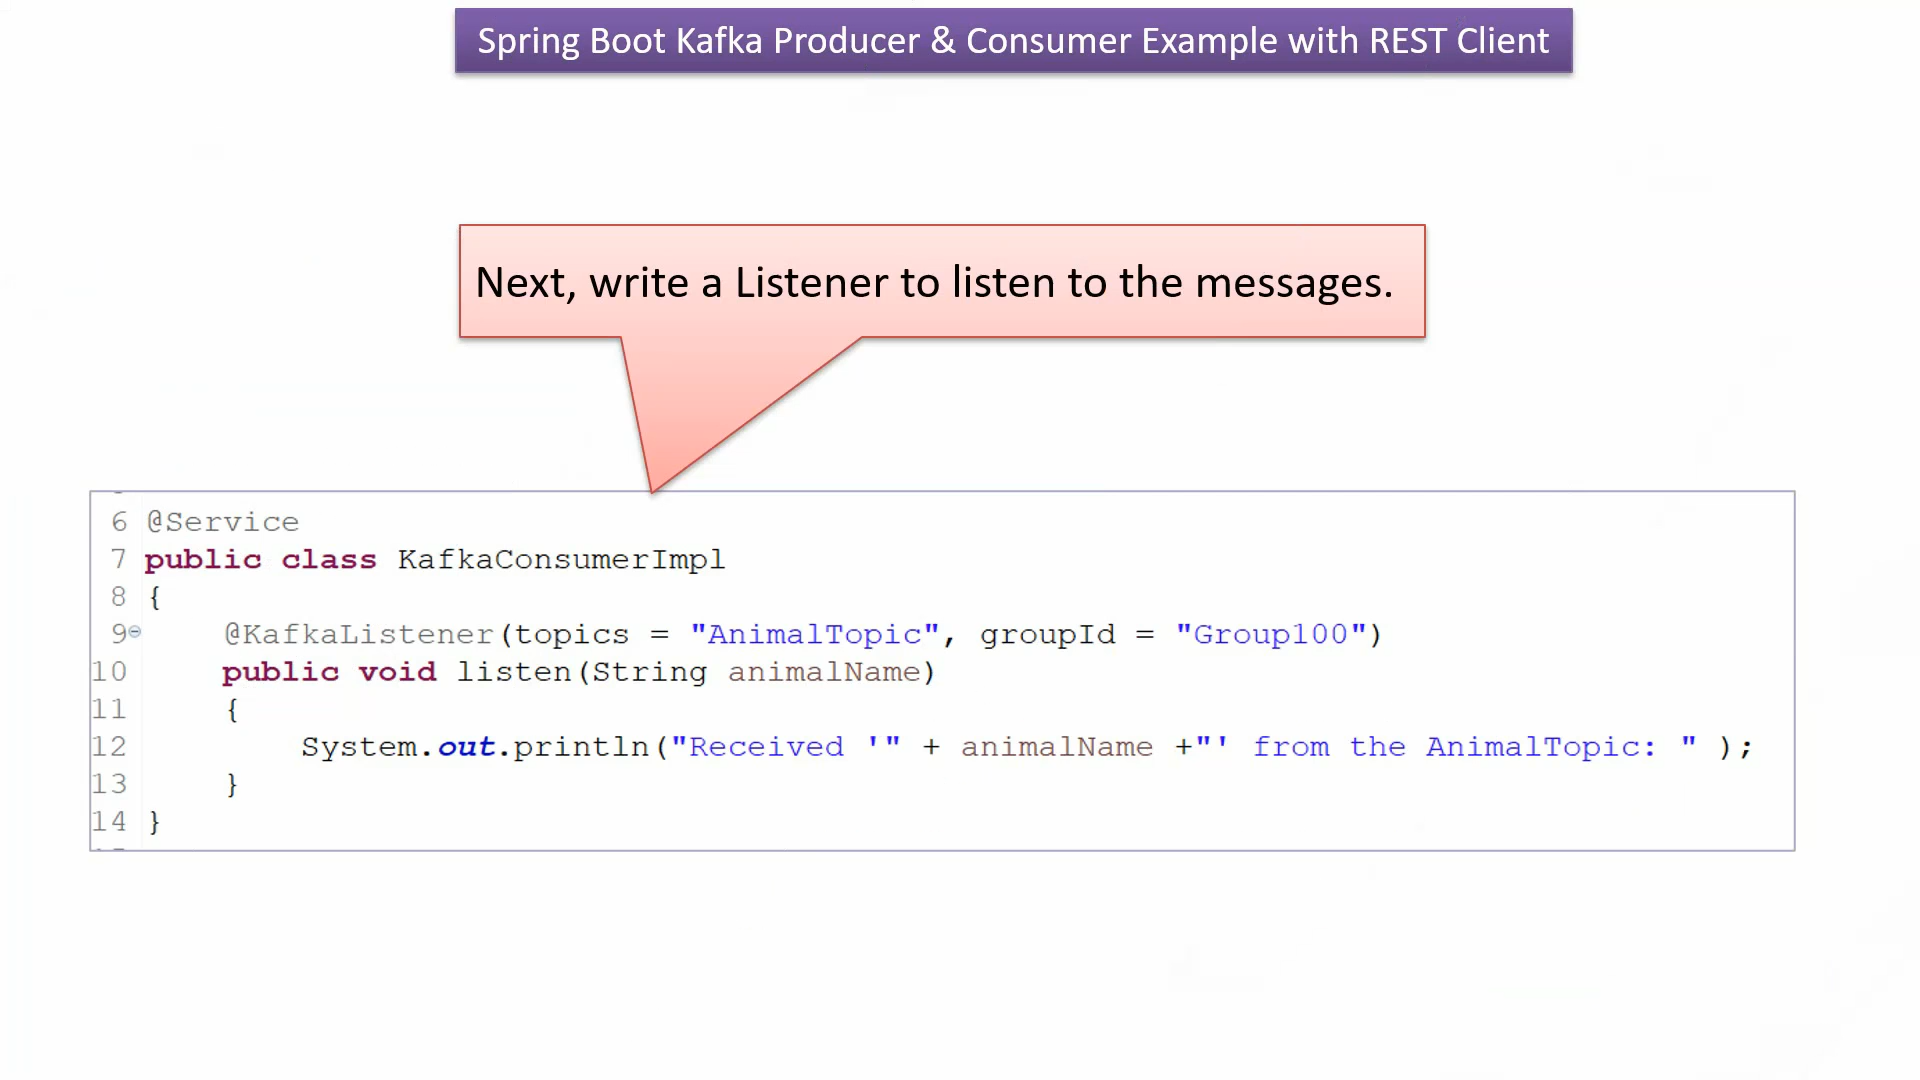 Spring Boot Kafka Producer & Consumer Example with REST Client
Next, write a Listener to listen to the messages.
6 @Service
7 public class KafkaConsumerImpl
8 {
9 @KafkaListener(topics = "AnimalTopic", groupId = "Group100")
10 public void listen(String animalName)
11 {
12 System.out.println("Received '" + animalName +"' from the AnimalTopic: " );
13 }
14 }